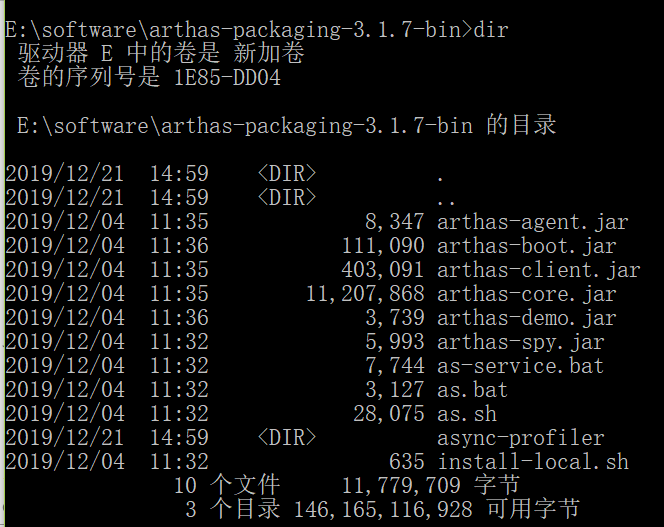 E:\software\arthas-packaging-3.1.7-bin>dir
驱动器 E 中的卷是 新加卷
卷的序列号是 1E85-DD04
E:\software\arthas-packaging-3.1.7-bin 的目录
2019/12/21  14:59    <DIR>          .
2019/12/21  14:59    <DIR>          ..
2019/12/04  11:35             8,347 arthas-agent.jar
2019/12/04  11:36           111,090 arthas-boot.jar
2019/12/04  11:35           403,091 arthas-client.jar
2019/12/04  11:35        11,207,868 arthas-core.jar
2019/12/04  11:36             3,739 arthas-demo.jar
2019/12/04  11:32             5,993 arthas-spy.jar
2019/12/04  11:32             7,744 as-service.bat
2019/12/04  11:32             3,127 as.bat
2019/12/04  11:32            28,075 as.sh
2019/12/21  14:59    <DIR>          async-profiler
2019/12/04  11:32               635 install-local.sh
10 个文件     11,779,709 字节
3 个目录 146,165,116,928 可用字节